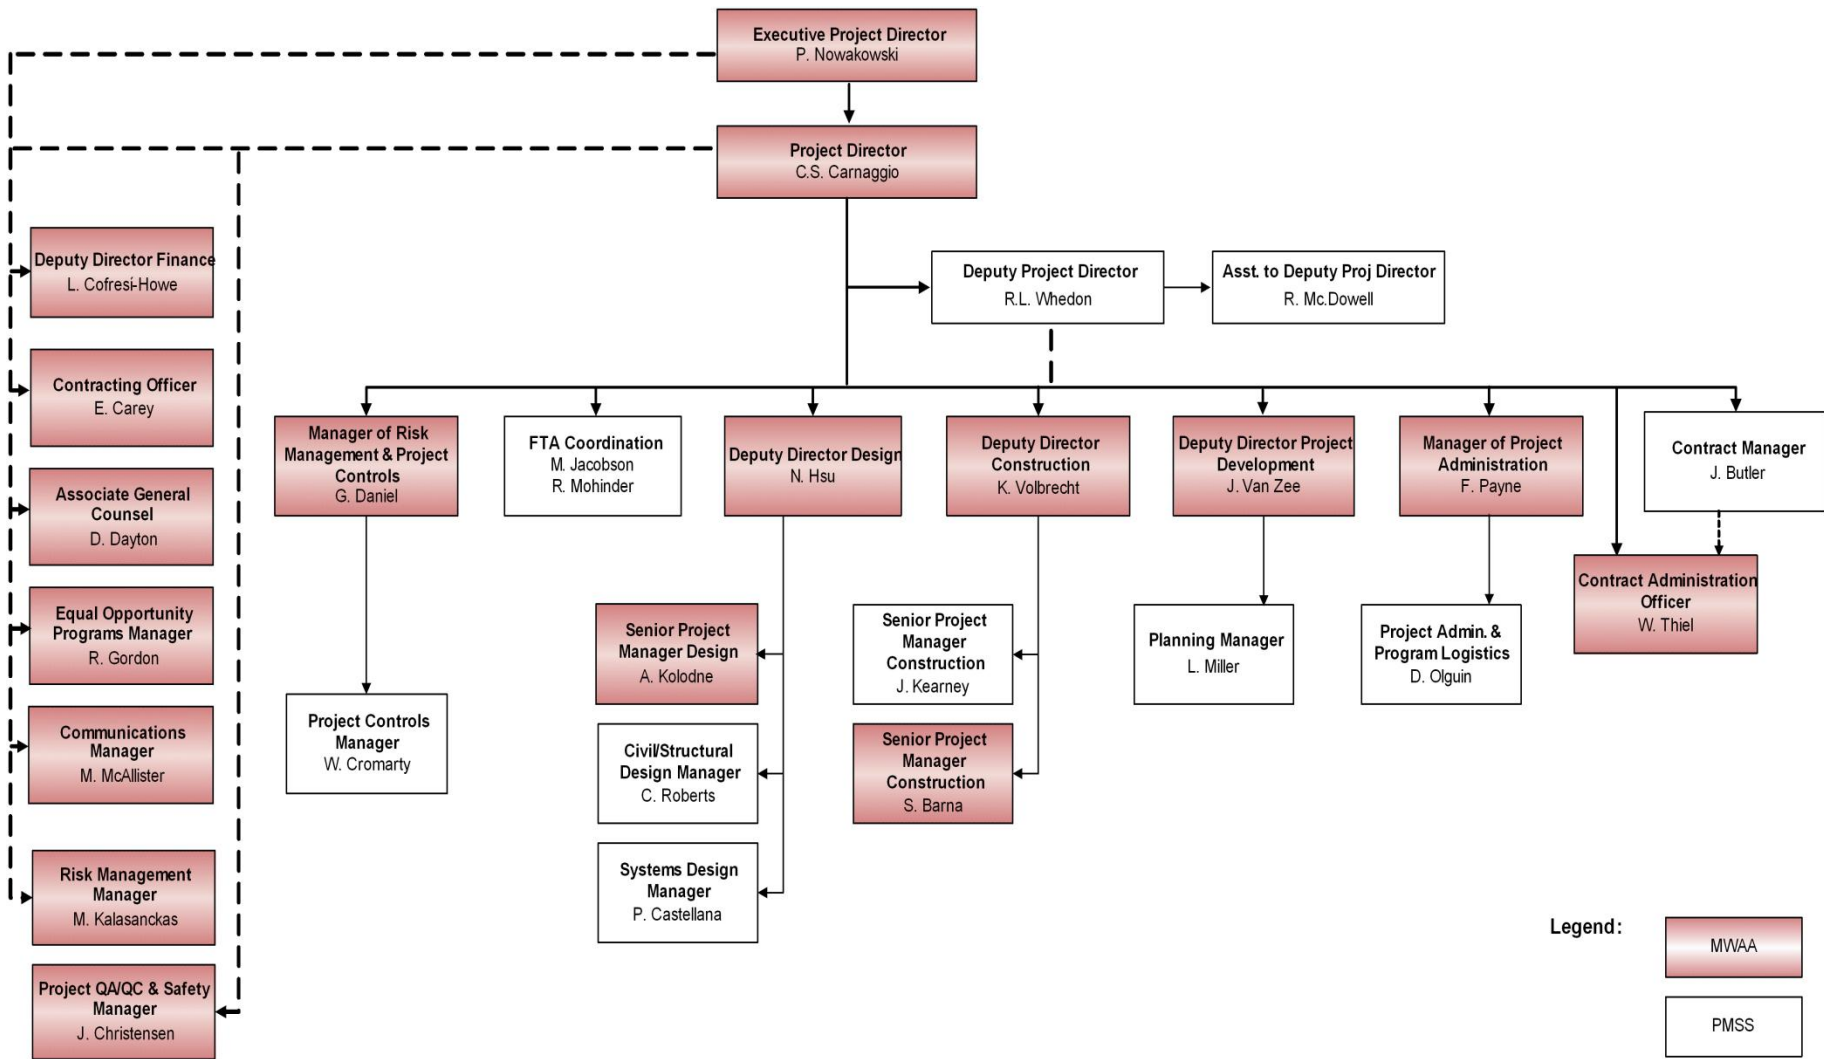 Executive Project Director
P. Nowakowski
Project Director
C.S. Carnaggio
Deputy Director Finance
L. Cofresi-Howe
Contracting Officer
E. Carey
Associate General
Counsel
D. Dayton
Equal Opportunity
Programs Manager
R. Gordon
Communications
Manager
M. McAllister
Risk Management
Manager
M. Kalasanckas
Project QA/QC & Safety
Manager
J. Christensen
Deputy Project Director
R.L. Whedon
Asst. to Deputy Proj Director
R. Mc.Dowell
Manager of Risk
Management & Project
Controls
G. Daniel
FTA Coordination
M. Jacobson
R. Mohinder
Deputy Director Design
N. Hsu
Deputy Director
Construction
K. Volbrecht
Deputy Director Project
Development
J. Van Zee
Manager of Project
Administration
F. Payne
Contract Manager
J. Butler
Contract Administration
Officer
W. Thiel
Project Controls
Manager
W. Cromarty
Senior Project
Manager Design
A. Kolodne
Civil/Structural
Design Manager
C. Roberts
Systems Design
Manager
P. Castellana
Senior Project
Manager
Construction
J. Kearney
Senior Project
Manager
Construction
S. Barna
Planning Manager
L. Miller
Project Admin. &
Program Logistics
D. Olguin
Legend:
MWAA
PMSS